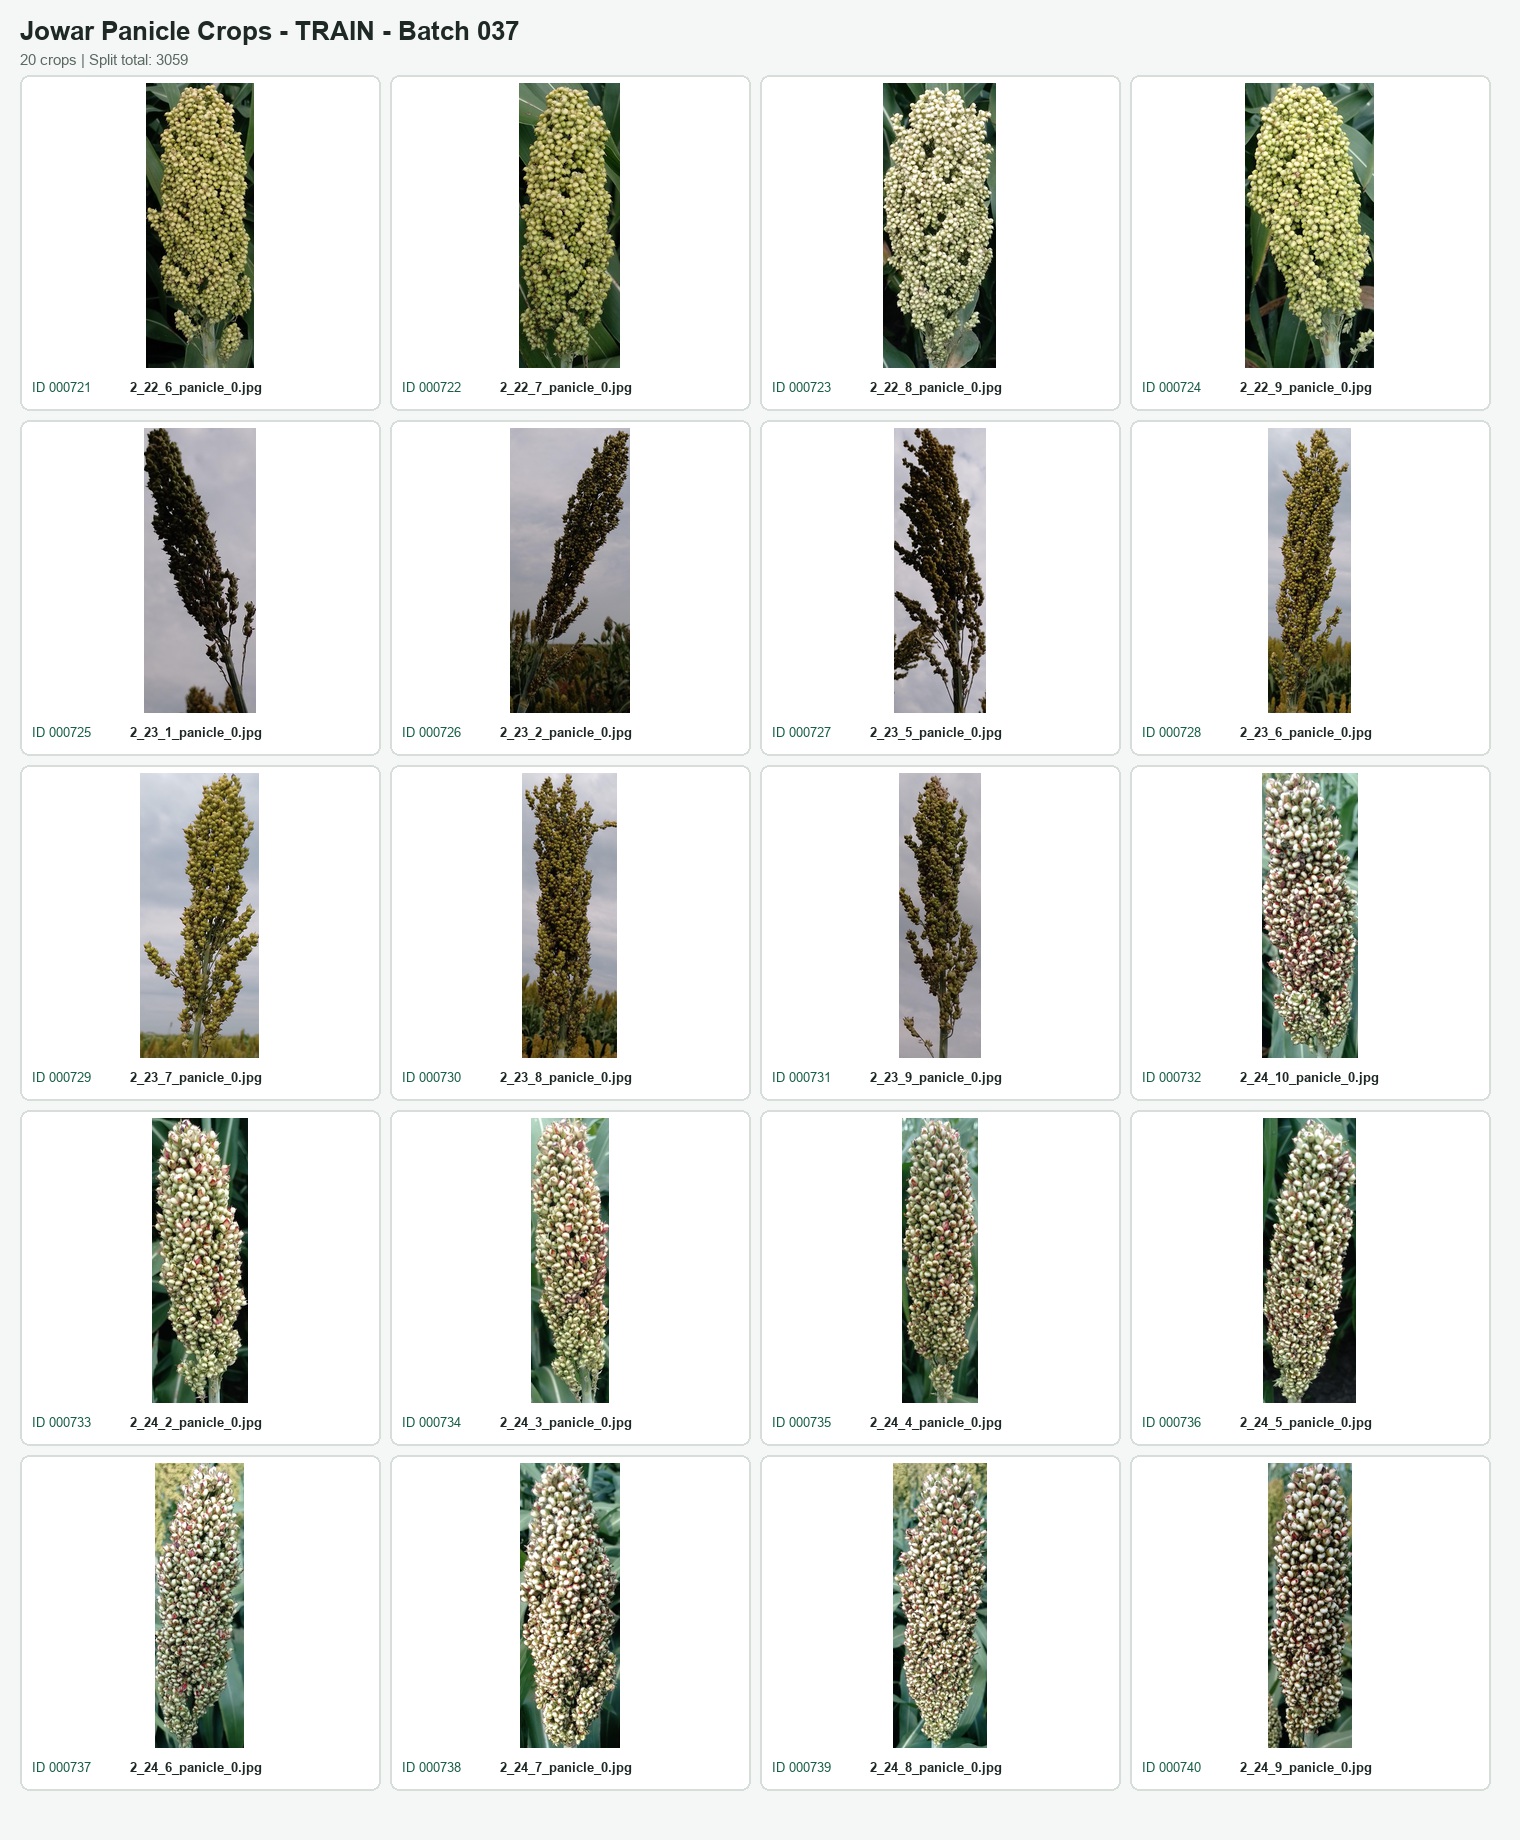 Jowar Panicle Crops - TRAIN - Batch 037
20 crops | Split total: 3059
ID 000721 2_22_6_panicle_0.jpg
ID 000722 2_22_7_panicle_0.jpg
ID 000723 2_22_8_panicle_0.jpg
ID 000724 2_22_9_panicle_0.jpg
ID 000725 2_23_1_panicle_0.jpg
ID 000726 2_23_2_panicle_0.jpg
ID 000727 2_23_5_panicle_0.jpg
ID 000728 2_23_6_panicle_0.jpg
ID 000729 2_23_7_panicle_0.jpg
ID 000730 2_23_8_panicle_0.jpg
ID 000731 2_23_9_panicle_0.jpg
ID 000732 2_24_10_panicle_0.jpg
ID 000733 2_24_2_panicle_0.jpg
ID 000734 2_24_3_panicle_0.jpg
ID 000735 2_24_4_panicle_0.jpg
ID 000736 2_24_5_panicle_0.jpg
ID 000737 2_24_6_panicle_0.jpg
ID 000738 2_24_7_panicle_0.jpg
ID 000739 2_24_8_panicle_0.jpg
ID 000740 2_24_9_panicle_0.jpg